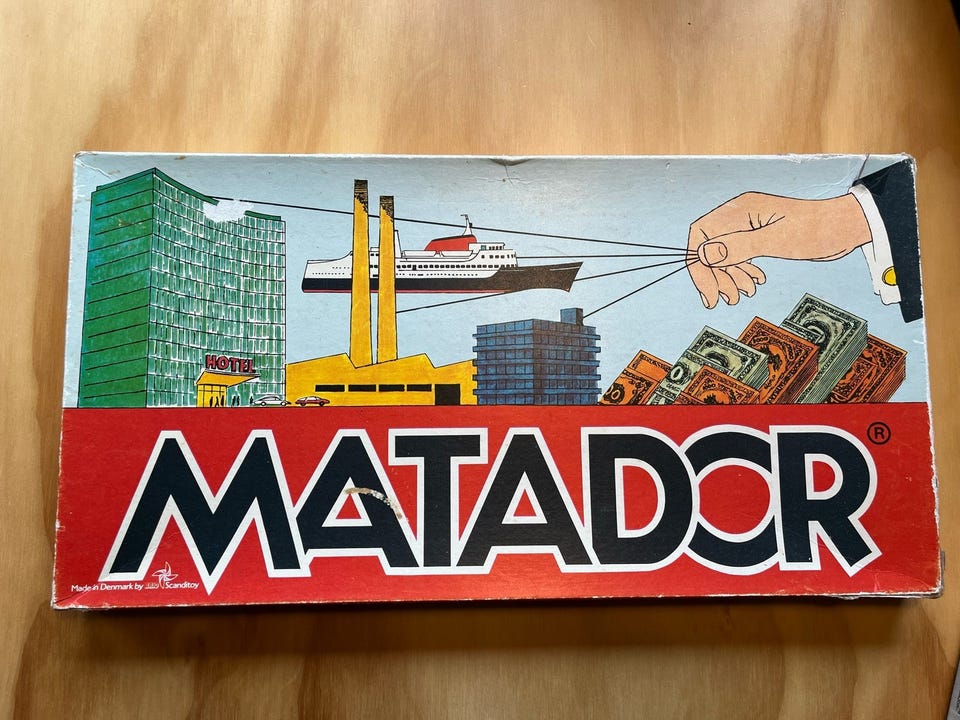 HOTEL
MATADOR ®
Made in Denmark by Scanditoy